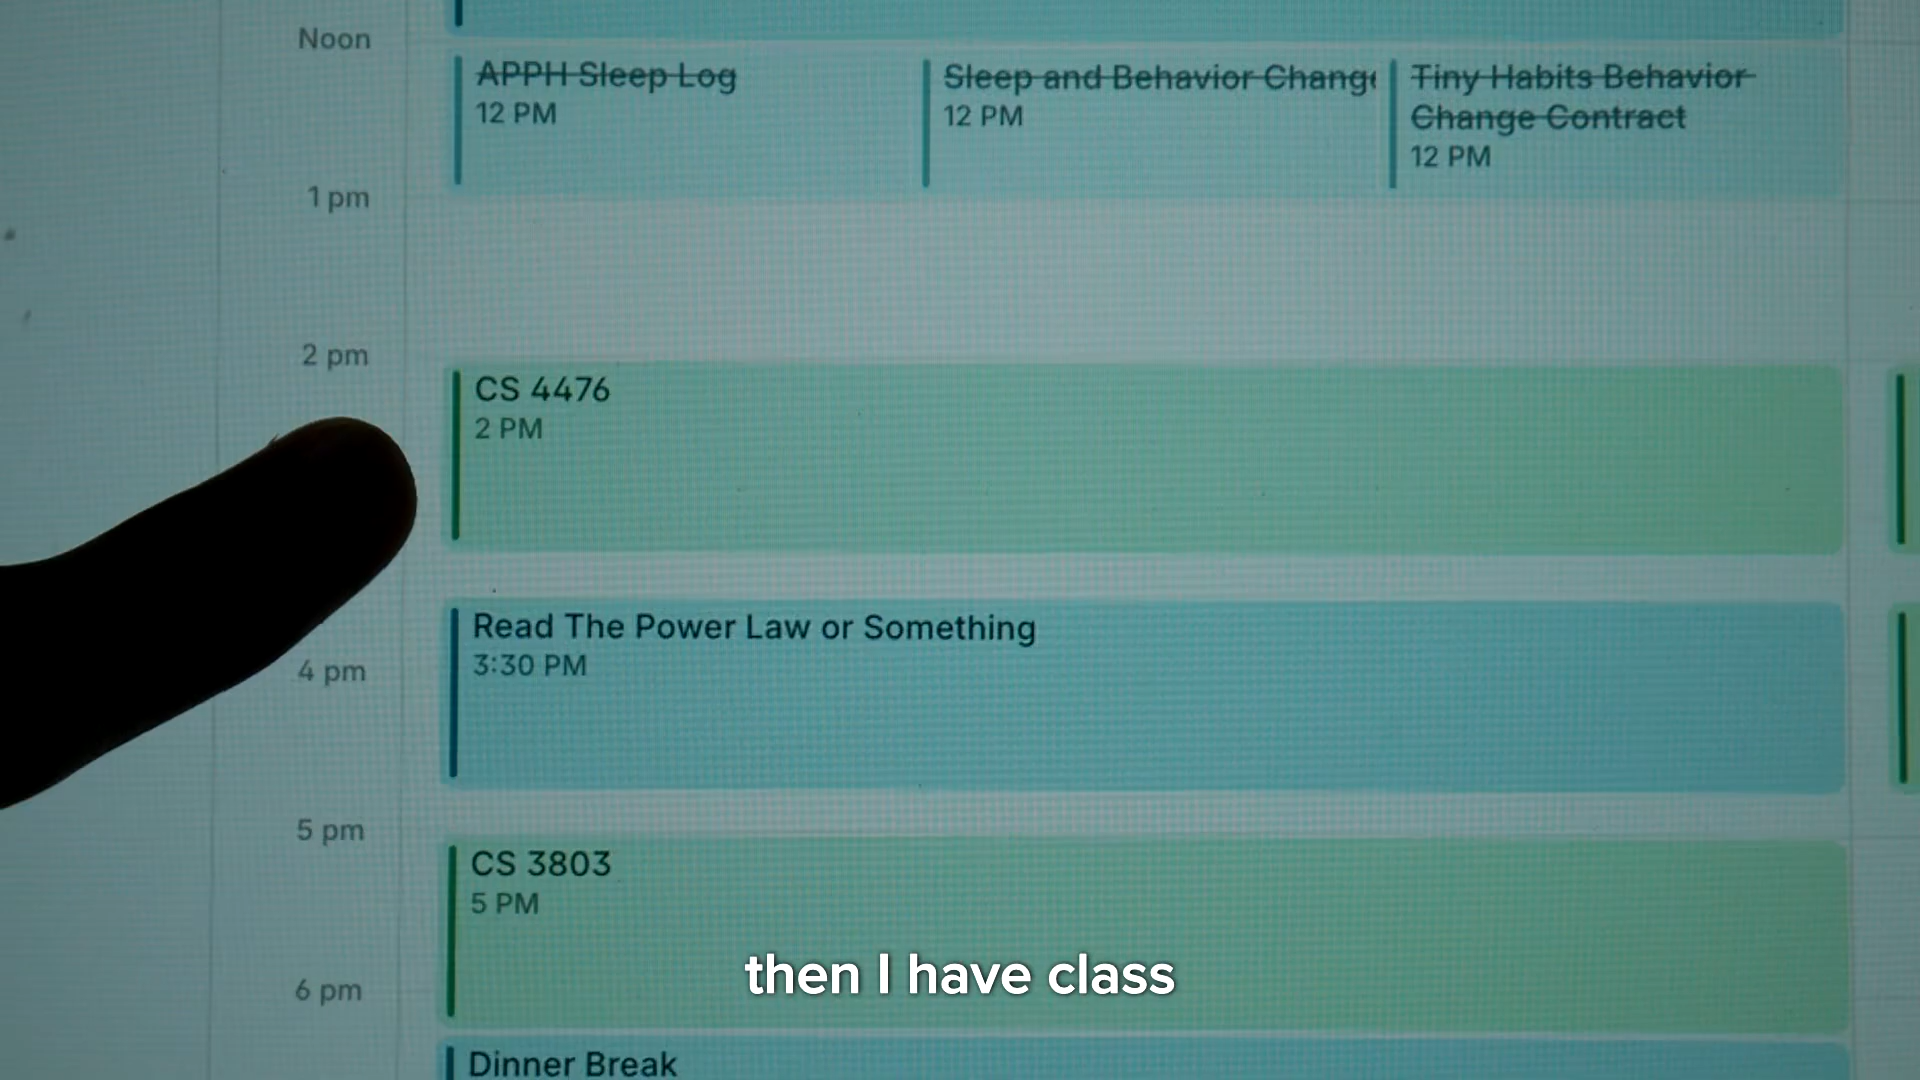 Noon
APPH Sleep Log
12 PM
Sleep and Behavior Change
12 PM
Tiny Habits Behavior
Change Contract
12 PM
1 pm
2 pm
CS 4476
2 PM
Read The Power Law or Something
3:30 PM
4 pm
5 pm
CS 3803
5 PM
then I have class
6 pm
Dinner Break